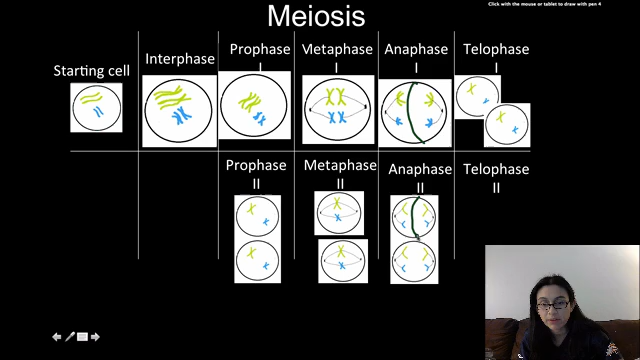 Click with the mouse or tablet to draw with pen 4
Meiosis
Starting cell
Interphase
Prophase I
Metaphase I
Anaphase I
Telophase I
Prophase II
Metaphase II
Anaphase II
Telophase II